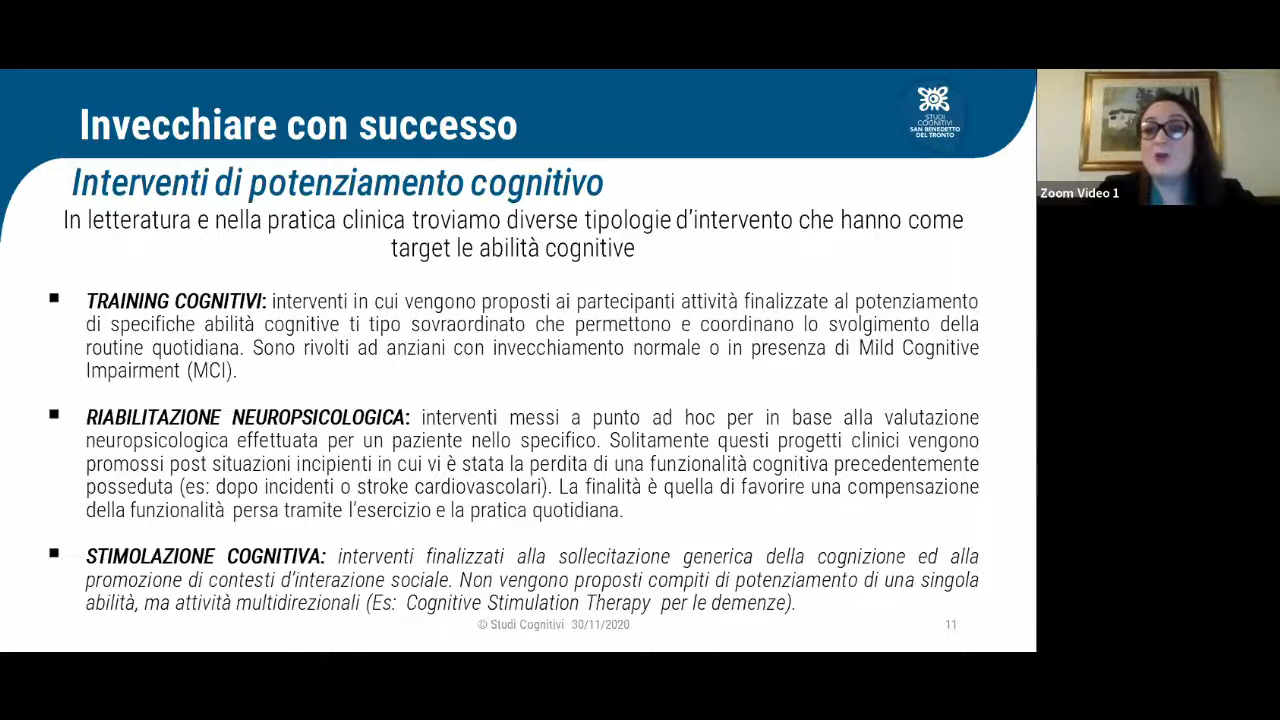 Invecchiare con successo
STUDI
COGNITIVI
SAN BENEDETTO
DEL TRONTO
Zoom Video 1
Interventi di potenziamento cognitivo
In letteratura e nella pratica clinica troviamo diverse tipologie d’intervento che hanno come
target le abilità cognitive
▪ TRAINING COGNITIVI: interventi in cui vengono proposti ai partecipanti attività finalizzate al potenziamento
di specifiche abilità cognitive ti tipo sovraordinato che permettono e coordinano lo svolgimento della
routine quotidiana. Sono rivolti ad anziani con invecchiamento normale o in presenza di Mild Cognitive
Impairment (MCI).
▪ RIABILITAZIONE NEUROPSICOLOGICA: interventi messi a punto ad hoc per in base alla valutazione
neuropsicologica effettuata per un paziente nello specifico. Solitamente questi progetti clinici vengono
promossi post situazioni incipienti in cui vi è stata la perdita di una funzionalità cognitiva precedentemente
posseduta (es: dopo incidenti o stroke cardiovascolari). La finalità è quella di favorire una compensazione
della funzionalità persa tramite l’esercizio e la pratica quotidiana.
▪ STIMOLAZIONE COGNITIVA: interventi finalizzati alla sollecitazione generica della cognizione ed alla
promozione di contesti d’interazione sociale. Non vengono proposti compiti di potenziamento di una singola
abilità, ma attività multidirezionali (Es: Cognitive Stimulation Therapy per le demenze).
© Studi Cognitivi 30/11/2020
11